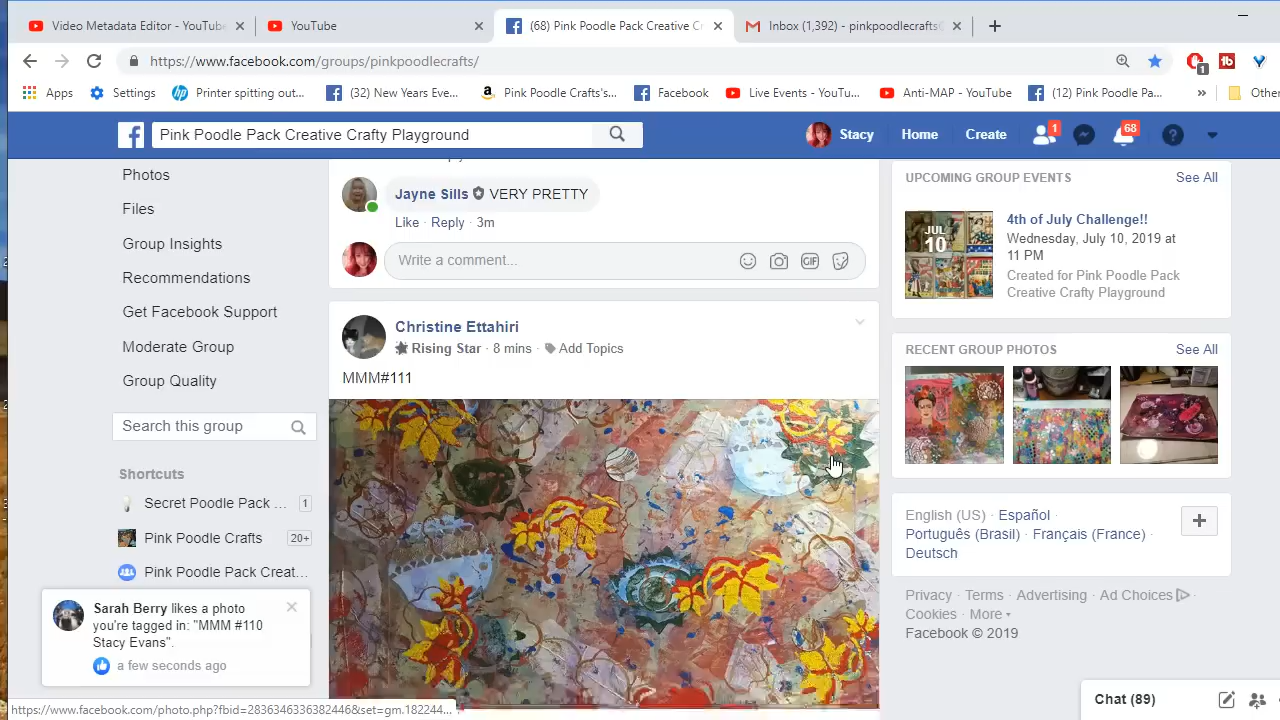 Video Metadata Editor - YouTube
YouTube
(68) Pink Poodle Pack Creative Cr
Inbox (1,392) - pinkpoodlecrafts
https://www.facebook.com/groups/pinkpoodlecrafts/
1
Apps
Settings
Printer spitting out...
(32) New Years Eve...
Pink Poodle Crafts's...
Facebook
Live Events - YouTu...
Anti-MAP - YouTube
(12) Pink Poodle Pa...
»
Other
Pink Poodle Pack Creative Crafty Playground
Stacy
Home
Create
1
68
Photos
Files
Group Insights
Recommendations
Get Facebook Support
Moderate Group
Group Quality
Search this group
Shortcuts
Secret Poodle Pack ... 1
Pink Poodle Crafts 20+
Pink Poodle Pack Creat...
Sarah Berry likes a photo
you're tagged in: "MMM #110
Stacy Evans".
a few seconds ago
https://www.facebook.com/photo.php?fbid=2836346336382446&set=gm.182244...
Jayne Sills VERY PRETTY
Like · Reply · 3m
Write a comment...
GIF
Christine Ettahiri
Rising Star · 8 mins · Add Topics
MMM#111
UPCOMING GROUP EVENTS See All
JUL
10
4th of July Challenge!!
Wednesday, July 10, 2019 at
11 PM
Created for Pink Poodle Pack
Creative Crafty Playground
RECENT GROUP PHOTOS See All
English (US) · Español ·
Português (Brasil) · Français (France) ·
Deutsch
Privacy · Terms · Advertising · Ad Choices ·
Cookies · More
Facebook © 2019
Chat (89)